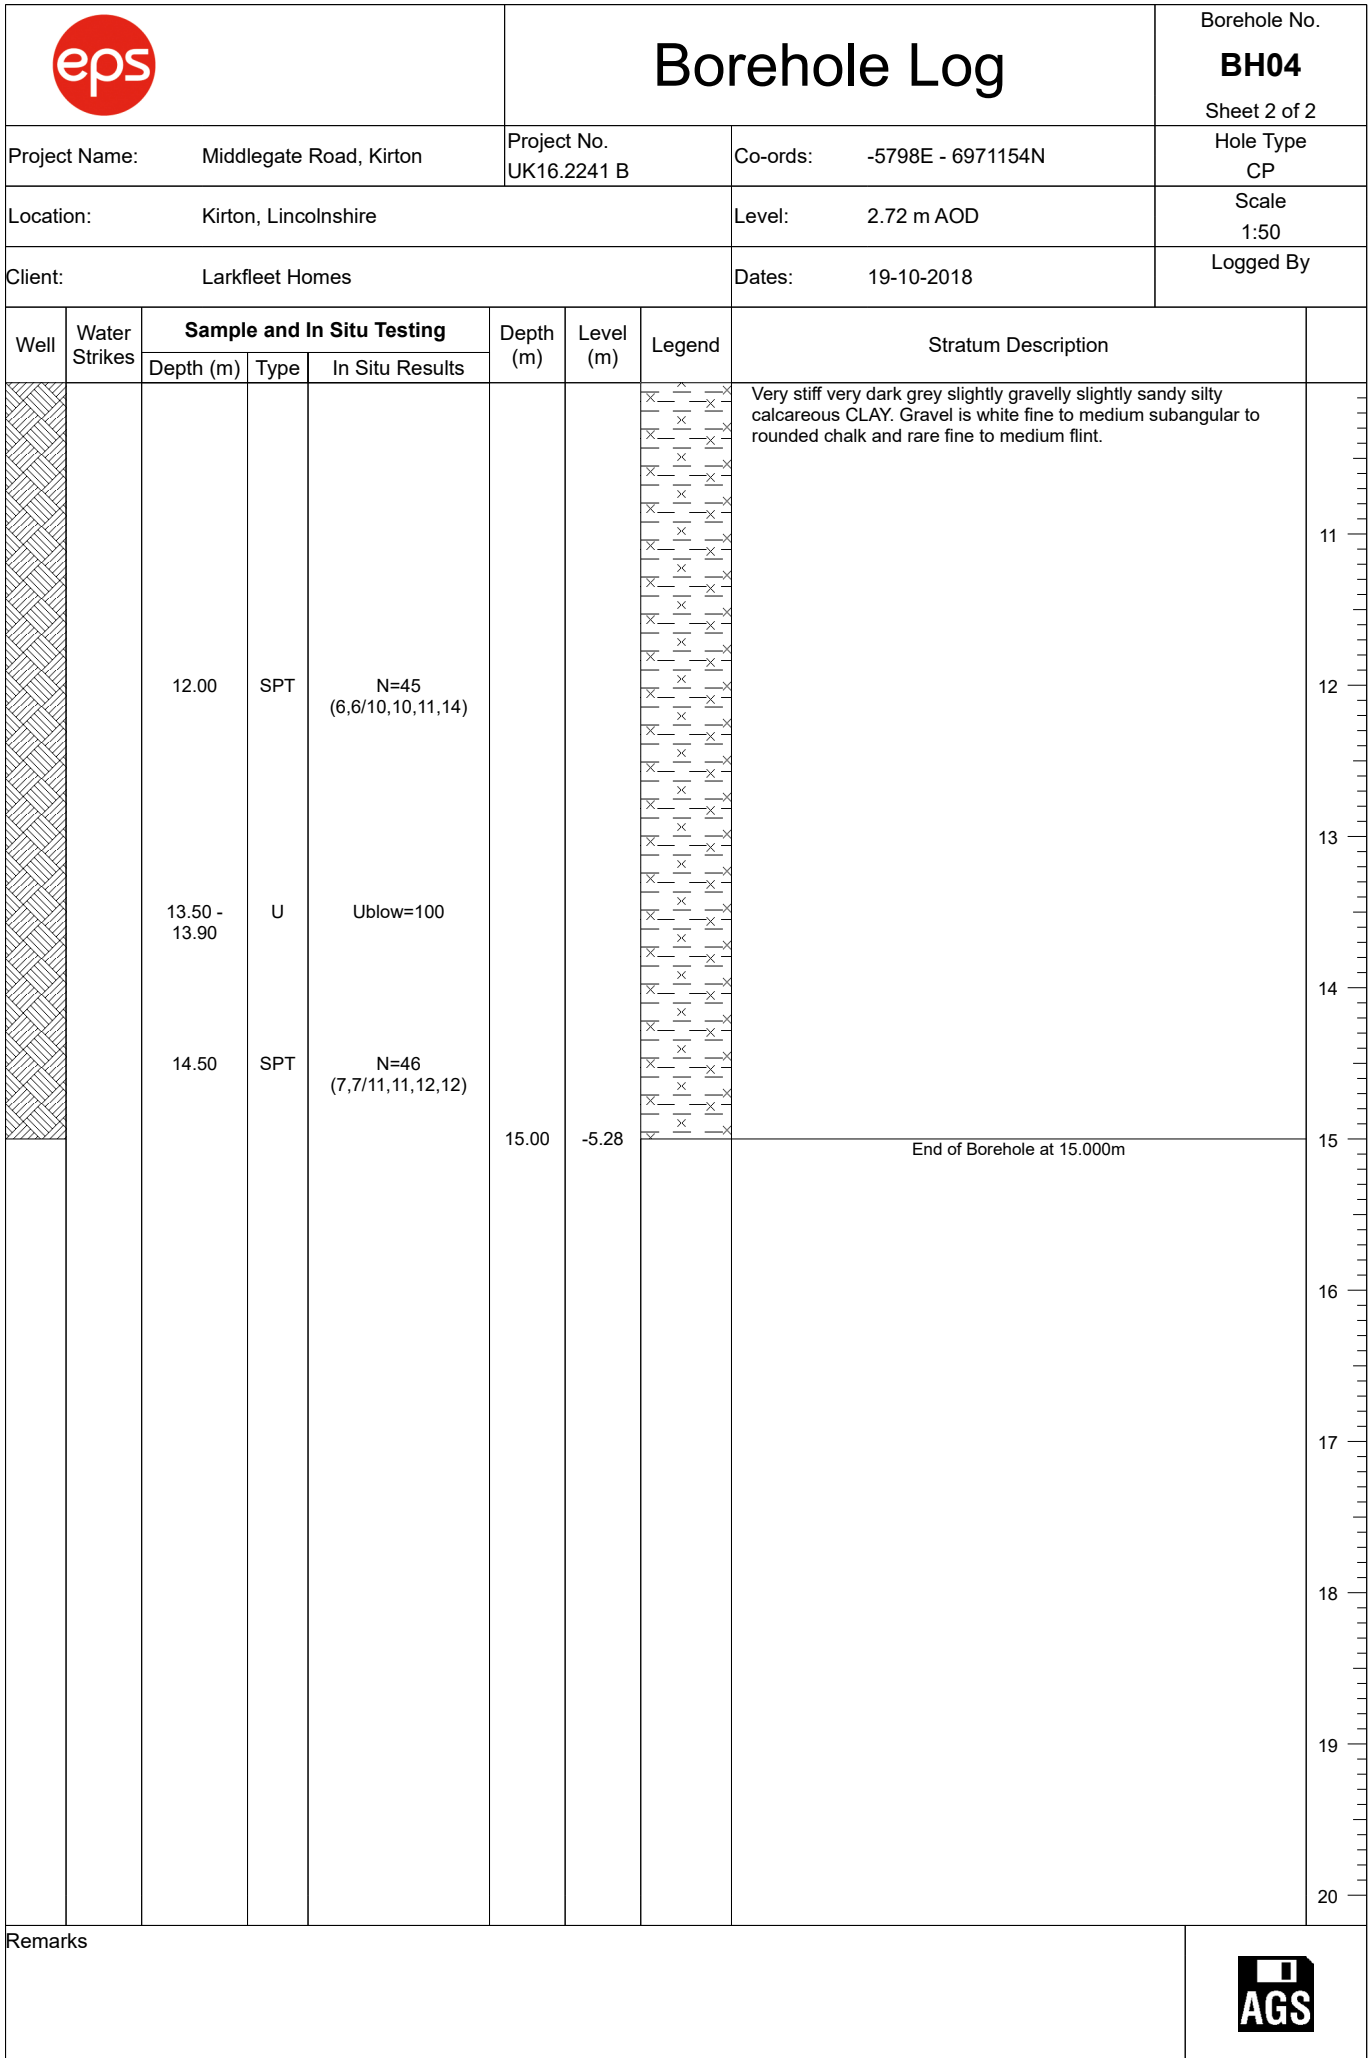 eps
Borehole Log
Borehole No.
BH04
Sheet 2 of 2
Project Name: Middlegate Road, Kirton
Project No.
UK16.2241 B
Co-ords: -5798E - 6971154N
Hole Type
CP
Location: Kirton, Lincolnshire
Level: 2.72 m AOD
Scale
1:50
Client: Larkfleet Homes
Dates: 19-10-2018
Logged By
Well
Water
Strikes
Sample and In Situ Testing
Depth (m) Type In Situ Results
Depth
(m)
Level
(m)
Legend
Stratum Description
Very stiff very dark grey slightly gravelly slightly sandy silty
calcareous CLAY. Gravel is white fine to medium subangular to
rounded chalk and rare fine to medium flint.
11
12.00 SPT N=45
(6,6/10,10,11,14)
12
13
13.50 -
13.90
U Ublow=100
14
14.50 SPT N=46
(7,7/11,11,12,12)
15.00 -5.28
End of Borehole at 15.000m
15
16
17
18
19
20
Remarks
AGS